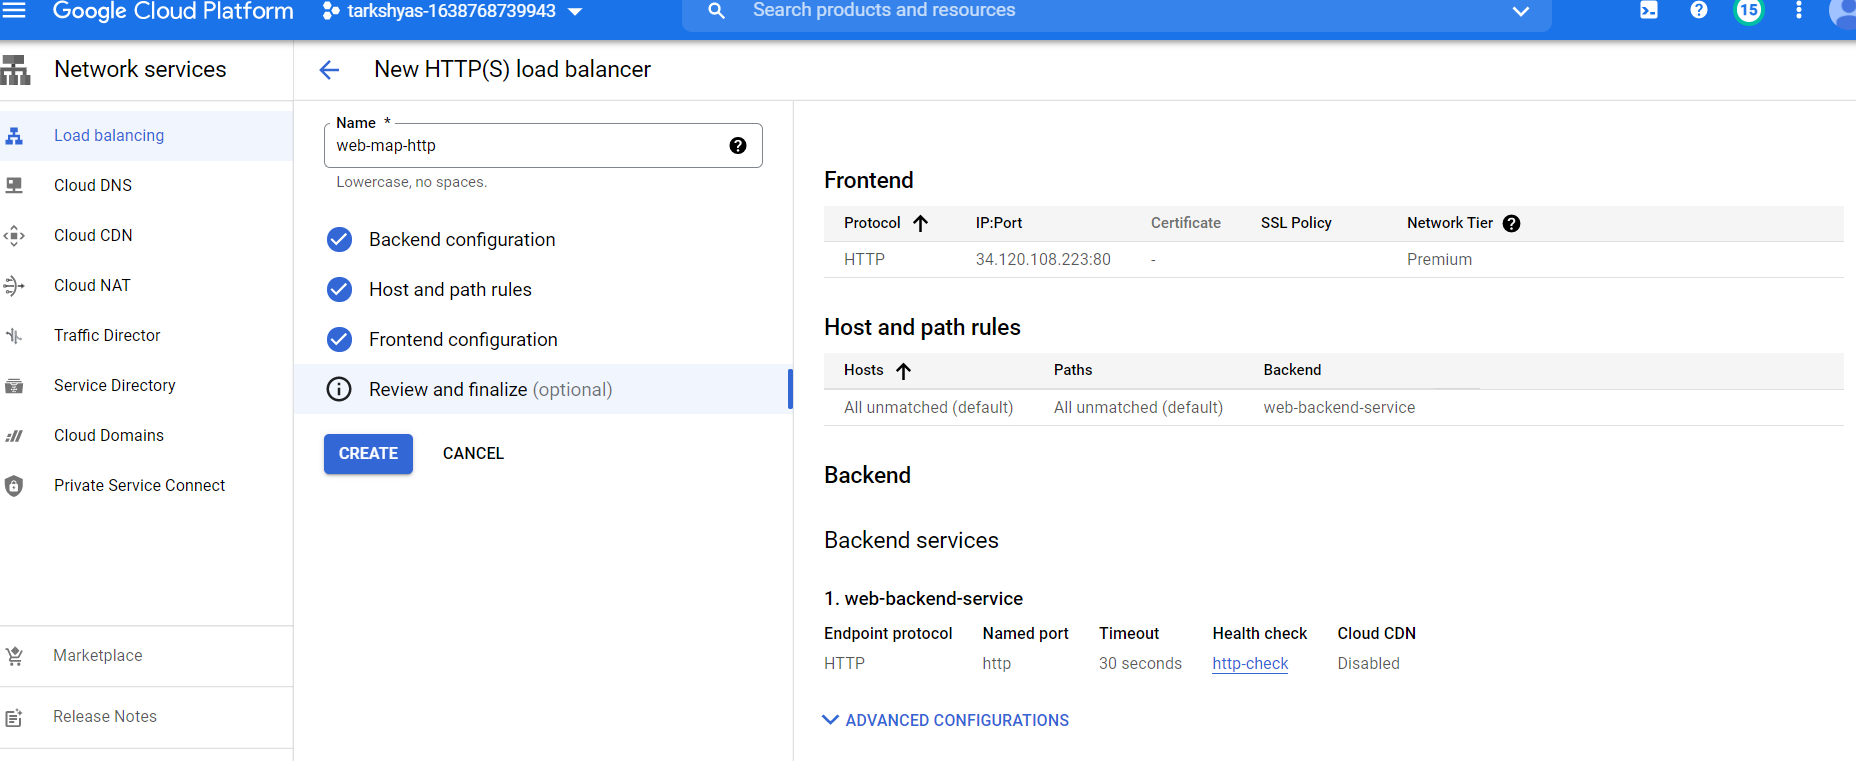 Google Cloud Platform
tarkshyas-1638768739943
Search products and resources
15
Network services
New HTTP(S) load balancer
Load balancing
Cloud DNS
Cloud CDN
Cloud NAT
Traffic Director
Service Directory
Cloud Domains
Private Service Connect
Marketplace
Release Notes
Name *
web-map-http
Lowercase, no spaces.
Backend configuration
Host and path rules
Frontend configuration
Review and finalize (optional)
CREATE CANCEL
Frontend
Protocol IP:Port Certificate SSL Policy Network Tier
HTTP 34.120.108.223:80 - Premium
Host and path rules
Hosts Paths Backend
All unmatched (default) All unmatched (default) web-backend-service
Backend
Backend services
1. web-backend-service
Endpoint protocol Named port Timeout Health check Cloud CDN
HTTP http 30 seconds http-check Disabled
ADVANCED CONFIGURATIONS